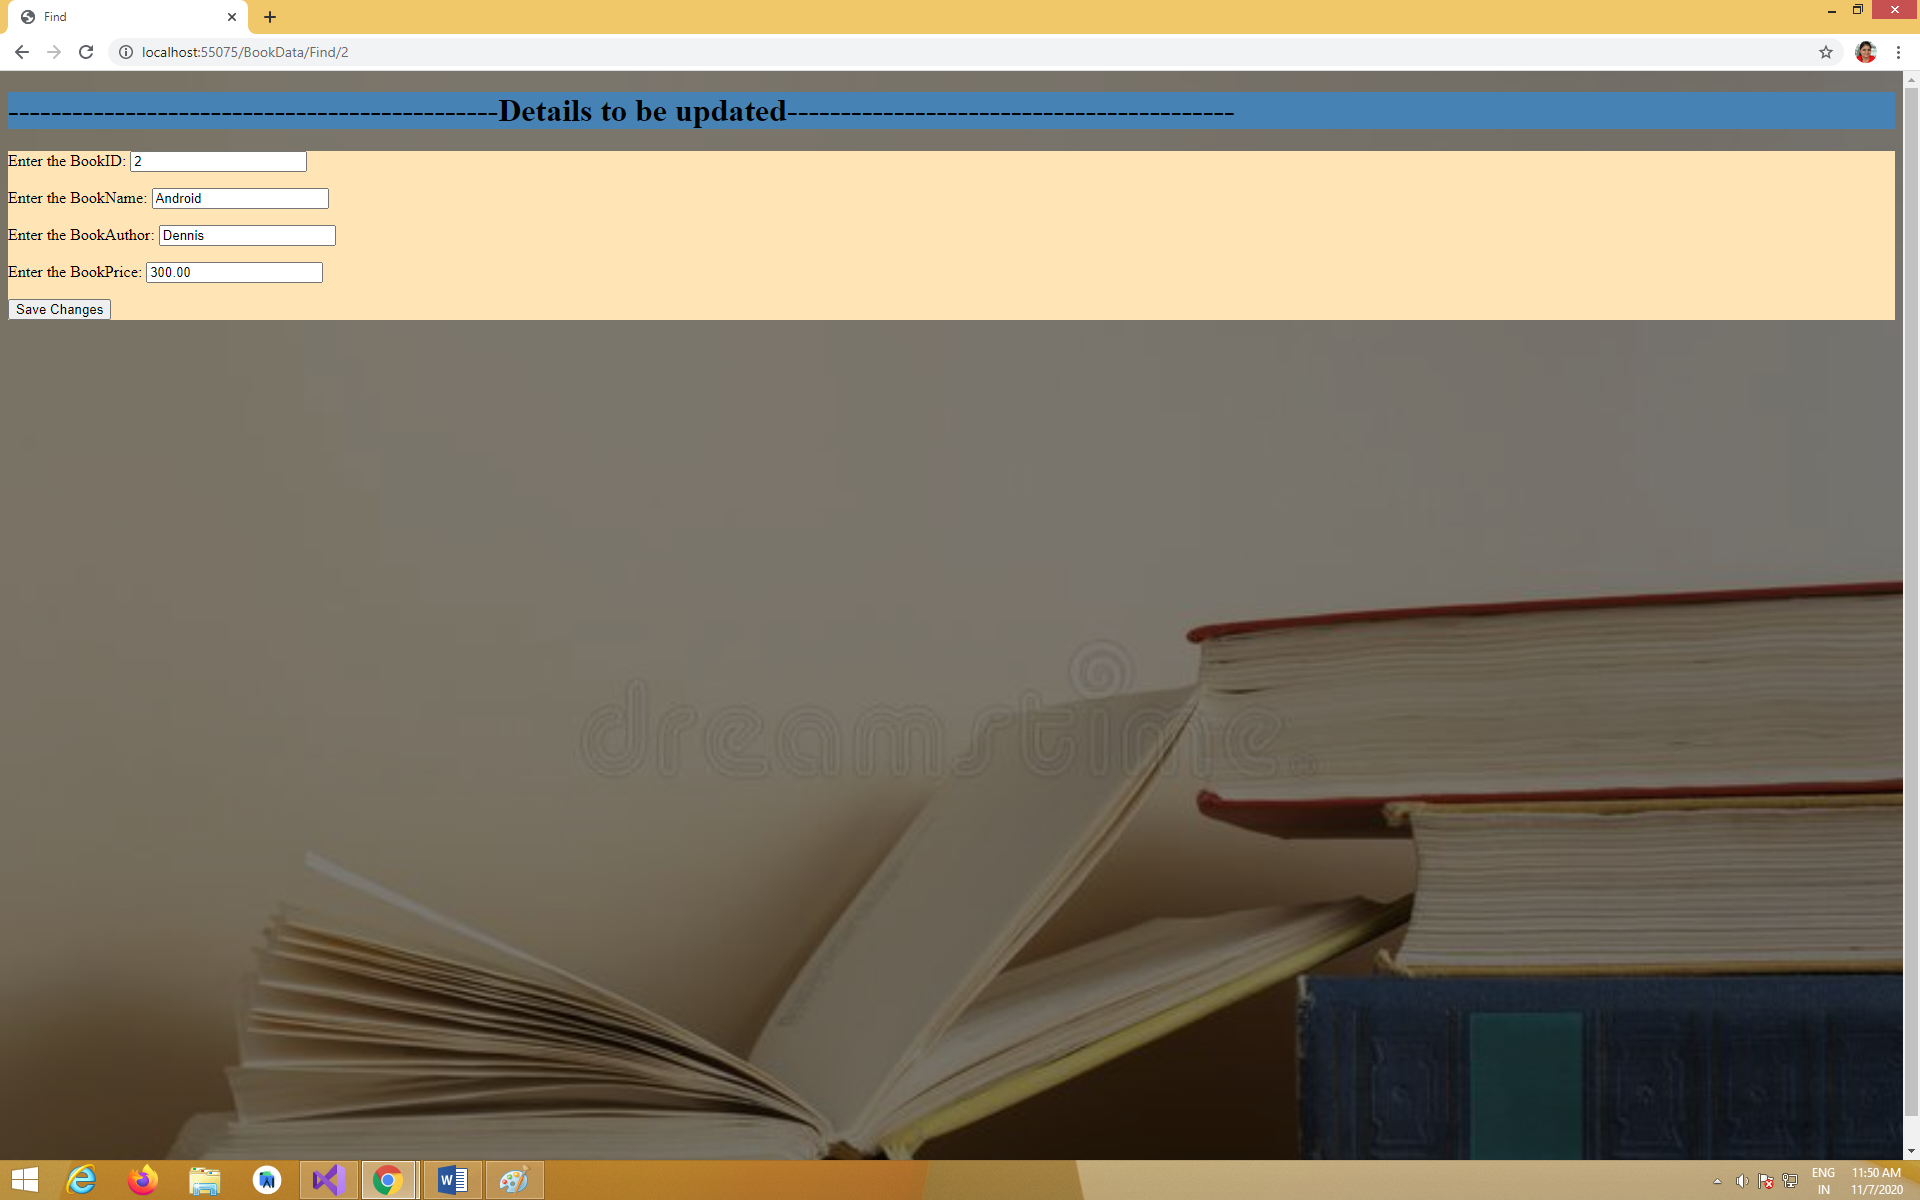 Find
localhost:55075/BookData/Find/2
----------------------------------------------Details to be updated------------------------------------------
Enter the BookID: 2
Enter the BookName: Android
Enter the BookAuthor: Dennis
Enter the BookPrice: 300.00
Save Changes
dreamstime
ENG 11:50 AM
IN 11/7/2020